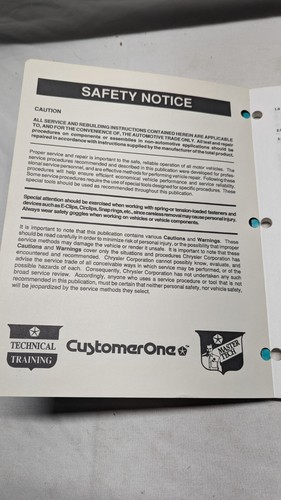 SAFETY NOTICE
CAUTION
ALL SERVICE AND REBUILDING INSTRUCTIONS CONTAINED HEREIN ARE APPLICABLE
TO, AND FOR THE CONVENIENCE OF, THE AUTOMOTIVE TRADE ONLY. All test and repair
procedures on components or assemblies in non-automotive applications should be
repaired in accordance with instructions supplied by the manufacturer of the total product.
Proper service and repair is important to the safe, reliable operation of all motor vehicles. The
service procedures recommended and described in this publication were developed for profes-
sional service personnel, and are effective methods for performing vehicle repair. Following these
procedures will help ensure efficient economical vehicle performance and service reliability.
Some service procedures require the use of special tools designed for specific procedures. These
special tools should be used as recommended throughout this publication.
Special attention should be exercised when working with spring-or tension-loaded fasteners and
devices such as E-Clips, Circlips, Snap rings, etc., since careless removal may cause personal injury.
Always wear safety goggles when working on vehicles or vehicle components.
It is important to note that this publication contains various Cautions and Warnings. These
should be read carefully in order to minimize risk of personal injury, or the possibility that improper
service methods may damage the vehicle or render it unsafe. It is important to note that these
Cautions and Warnings cover only the situations and procedures Chrysler Corporation has
encountered and recommended. Chrysler Corporation cannot possibly know, evaluate, and
advise the service trade of all conceivable ways in which service may be performed, or of the
possible hazards of each. Consequently, Chrysler Corporation has not undertaken any such
broad service review. Accordingly, anyone who uses a service procedure or tool that is not
recommended in this publication, must be certain that neither personal safety, nor vehicle safety,
will be jeopardized by the service methods they select.
TECHNICAL
TRAINING
CustomerOne
MASTER
TECH